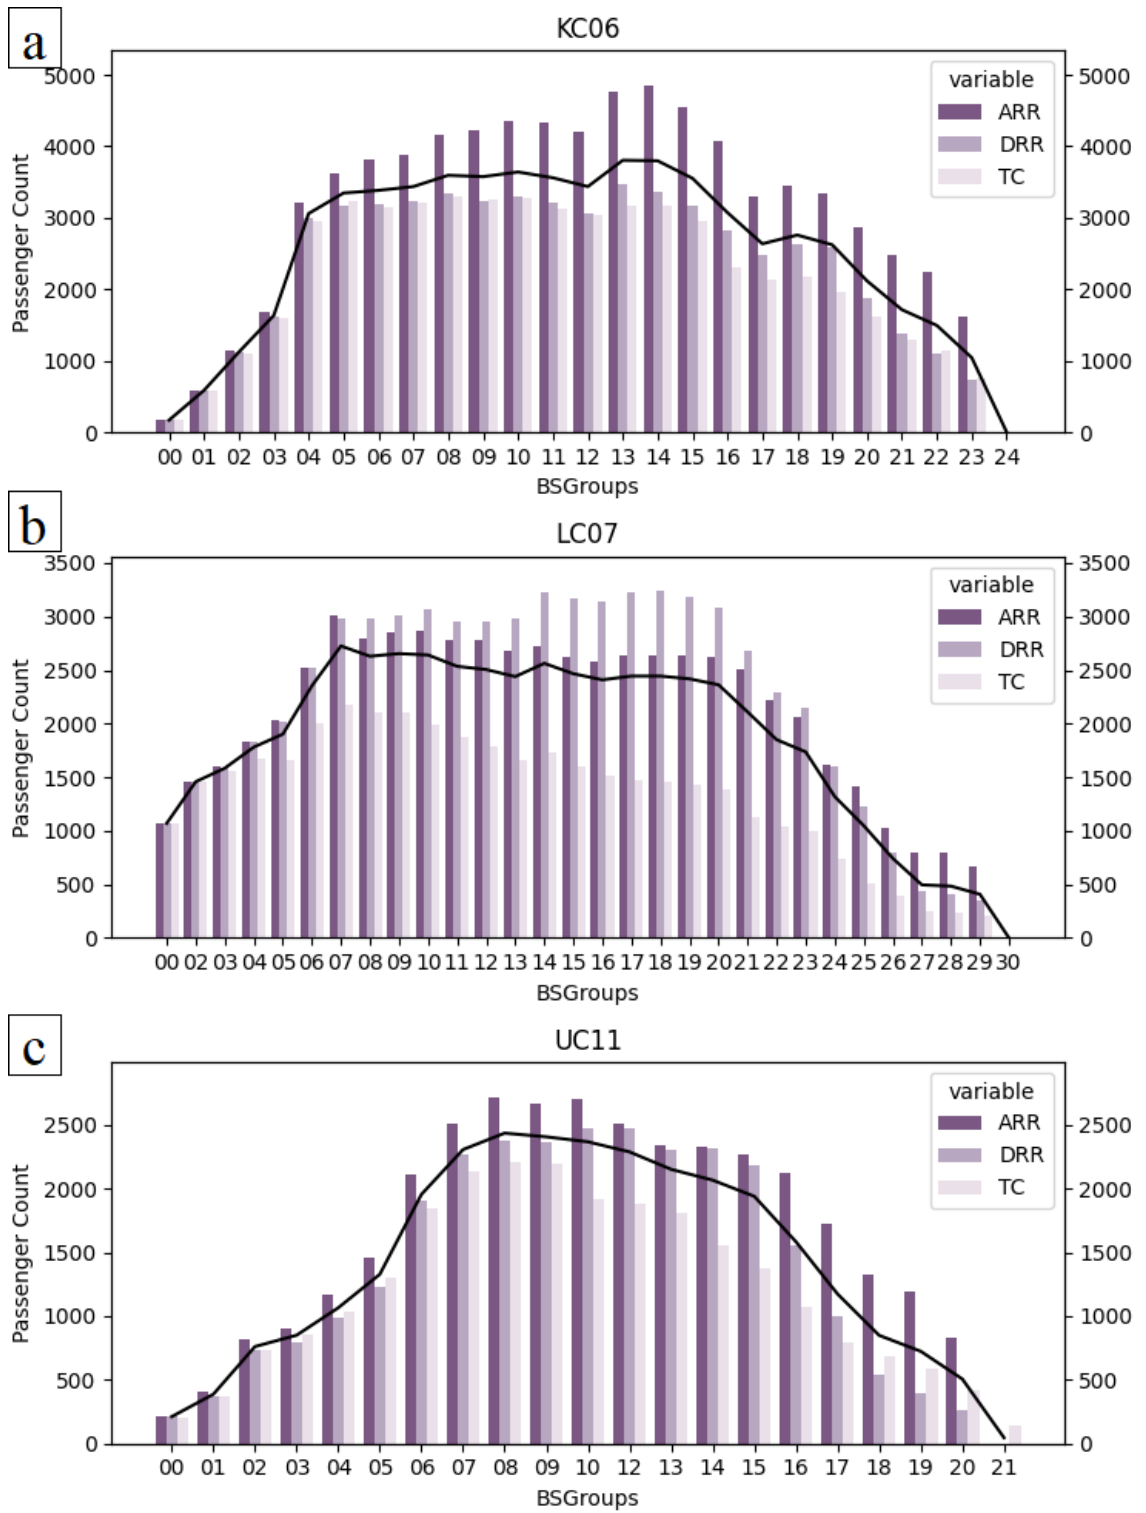 a
KC06
5000
4000
3000
2000
1000
0
Passenger Count
5000
4000
3000
2000
1000
0
variable
ARR
DRR
TC
00 01 02 03 04 05 06 07 08 09 10 11 12 13 14 15 16 17 18 19 20 21 22 23 24
BSGroups
b
LC07
3500
3000
2500
2000
1500
1000
500
0
Passenger Count
3500
3000
2500
2000
1500
1000
500
0
variable
ARR
DRR
TC
00 02 03 04 05 06 07 08 09 10 11 12 13 14 15 16 17 18 19 20 21 22 23 24 25 26 27 28 29 30
BSGroups
c
UC11
2500
2000
1500
1000
500
0
Passenger Count
2500
2000
1500
1000
500
0
variable
ARR
DRR
TC
00 01 02 03 04 05 06 07 08 09 10 12 13 14 15 16 17 18 19 20 21
BSGroups